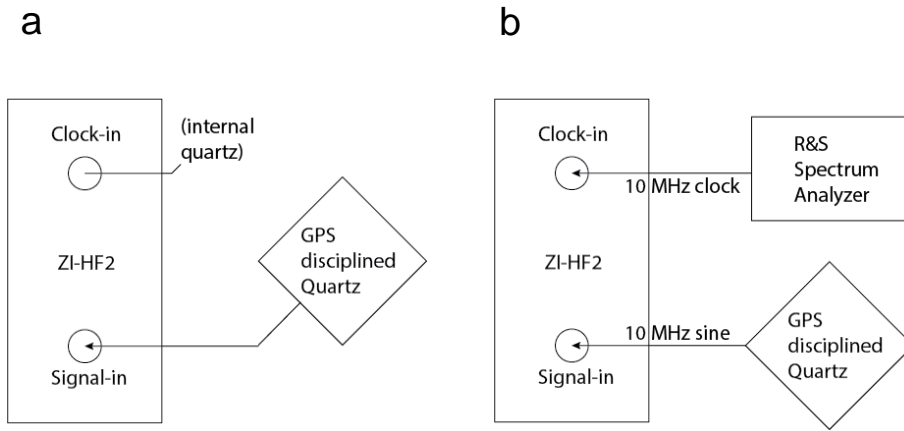 a
Clock-in
(internal
quartz)
ZI-HF2
GPS
disciplined
Quartz
Signal-in
b
Clock-in
10 MHz clock
R&S
Spectrum
Analyzer
ZI-HF2
10 MHz sine
GPS
disciplined
Quartz
Signal-in